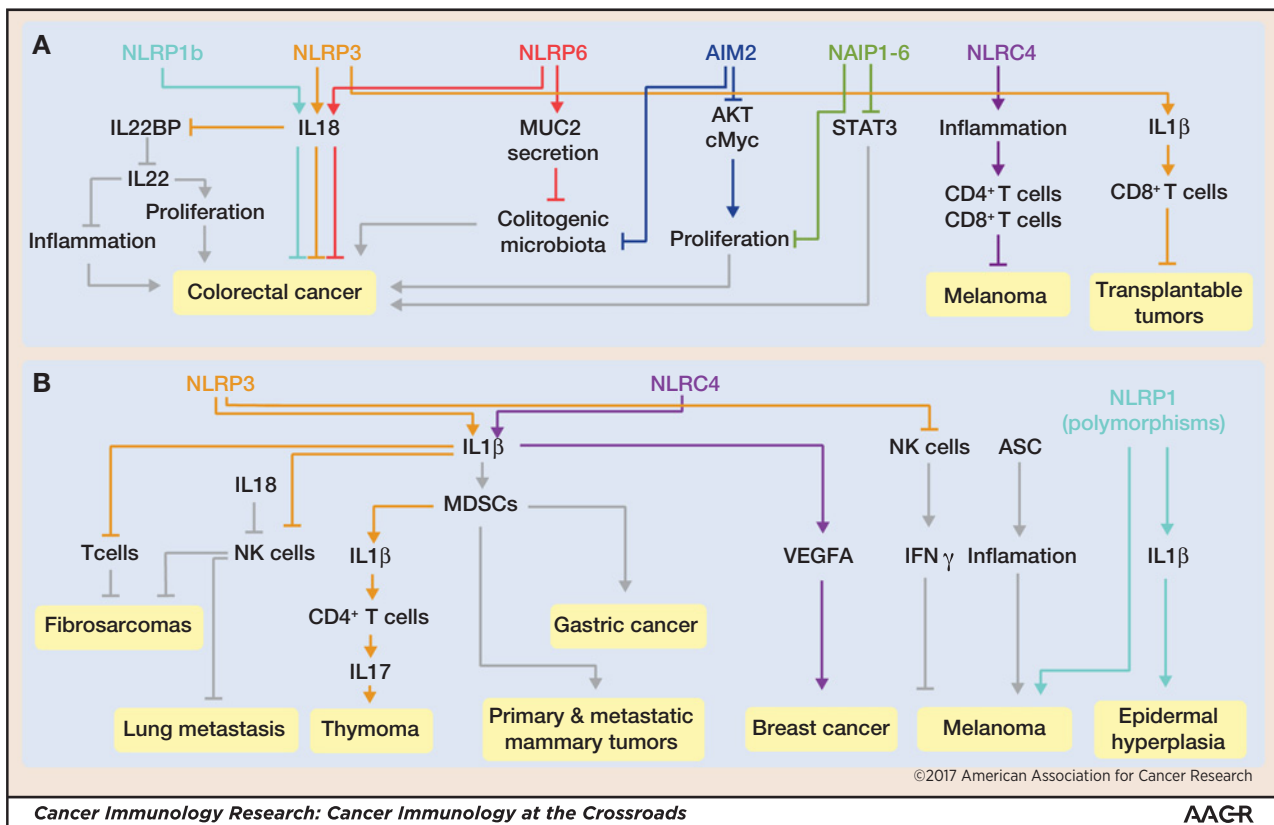 A
NLRP1b
NLRP3
NLRP6
AIM2
NAIP1-6
NLRC4
IL22BP
IL18
MUC2
secretion
AKT
cMyc
STAT3
Inflammation
IL1β
IL22
Proliferation
Inflammation
Colitogenic
microbiota
Proliferation
CD4+ T cells
CD8+ T cells
CD8+ T cells
Colorectal cancer
Melanoma
Transplantable
tumors
B
NLRP3
NLRC4
NLRP1
(polymorphisms)
IL1β
NK cells
ASC
IL18
MDSCs
Tcells
NK cells
IL1β
VEGFA
IFN γ
Inflamation
IL1β
Fibrosarcomas
CD4+ T cells
Gastric cancer
IL17
Lung metastasis
Thymoma
Primary & metastatic
mammary tumors
Breast cancer
Melanoma
Epidermal
hyperplasia
©2017 American Association for Cancer Research
Cancer Immunology Research: Cancer Immunology at the Crossroads
AACR